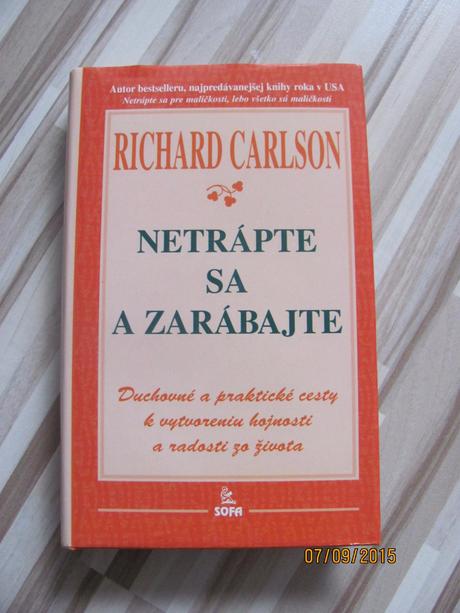 Autor bestselleru, najpredávanejšej knihy roka v USA
Netrápte sa pre maličkosti, lebo všetko sú maličkosti
RICHARD CARLSON
NETRÁPTE
SA
A ZARÁBAJTE
Duchovné a praktické cesty
k vytvoreniu hojnosti
a radosti zo života
SOFA
07/09/2015